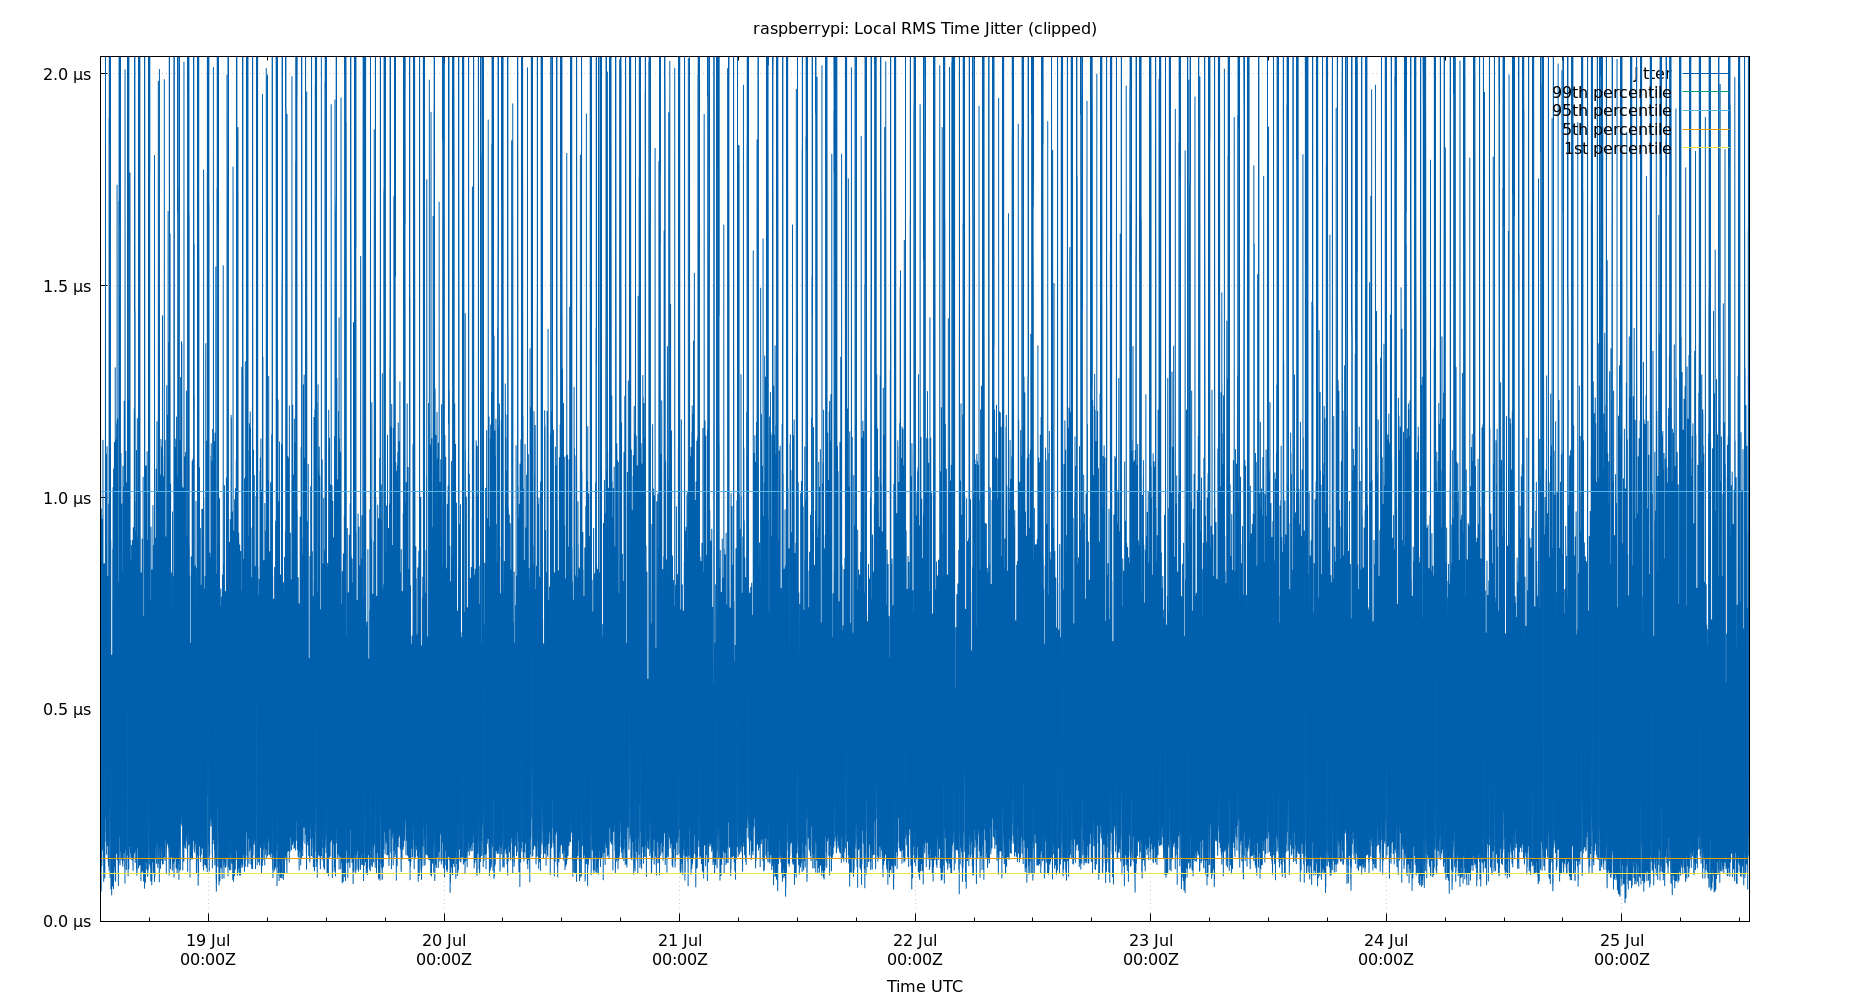 raspberrypi: Local RMS Time Jitter (clipped)
2.0 μs
1.5 μs
1.0 μs
0.5 μs
0.0 μs
jitter
99th percentile
95th percentile
5th percentile
1st percentile
19 Jul
00:00Z
20 Jul
00:00Z
21 Jul
00:00Z
22 Jul
00:00Z
23 Jul
00:00Z
24 Jul
00:00Z
25 Jul
00:00Z
Time UTC